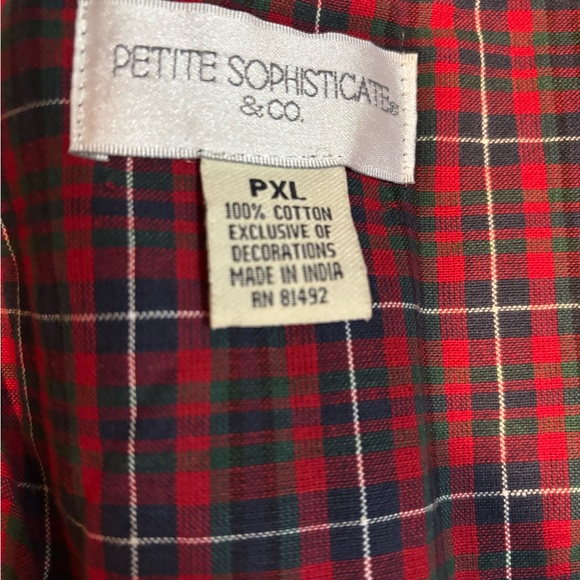 PETITE SOPHISTICATE®
& CO.
PXL
100% COTTON
EXCLUSIVE OF
DECORATIONS
MADE IN INDIA
RN 81492